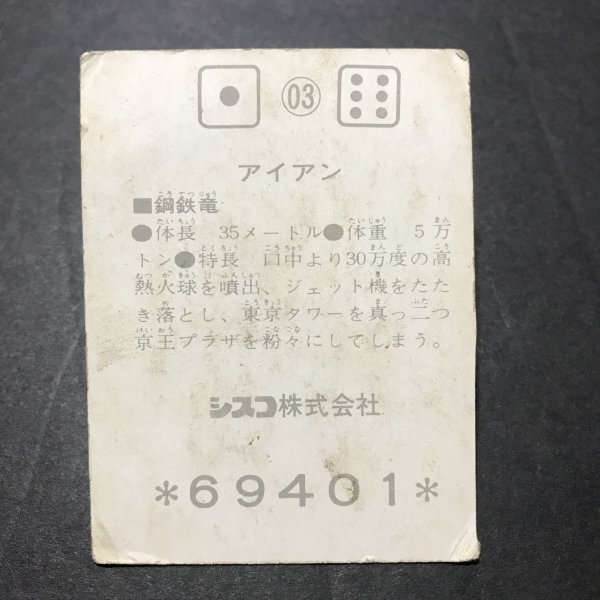 03
アイアン
■鋼鉄竜
●体長 35メートル●体重 5万
トン●特長 口中より30万度の高
熱火球を噴出、ジェット機をたた
き落とし、東京タワーを真っ二つ
京王プラザを粉々にしてしまう。
シスコ株式会社
*69401*